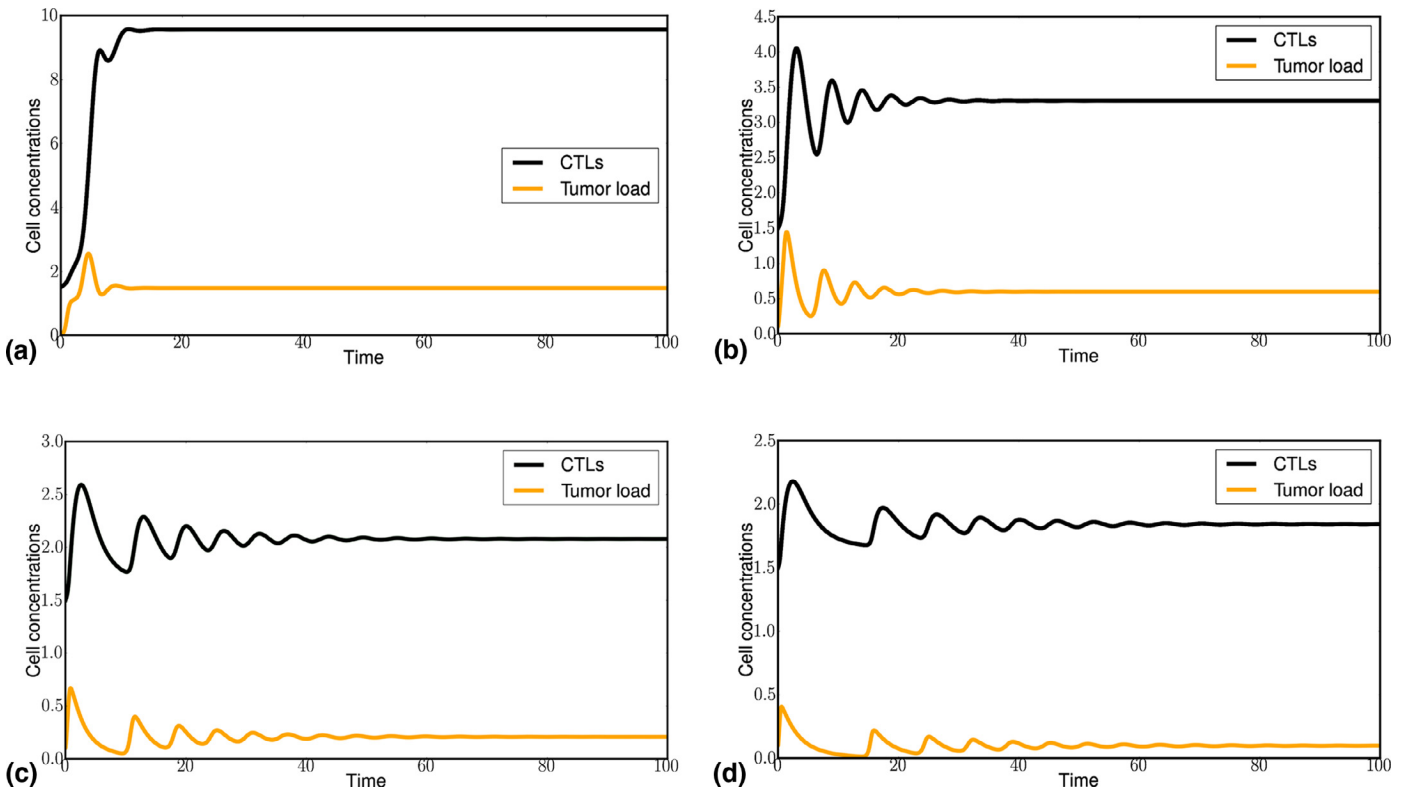 10
8
6
4
2
0
Cell concentrations
CTLs
Tumor load
0 20 40 60 80 100
Time
(a)
4.5
4.0
3.5
3.0
2.5
2.0
1.5
1.0
0.5
0.0
Cell concentrations
CTLs
Tumor load
0 20 40 60 80 100
Time
(b)
3.0
2.5
2.0
1.5
1.0
0.5
0.0
Cell concentrations
CTLs
Tumor load
0 20 40 60 80 100
Time
(c)
2.5
2.0
1.5
1.0
0.5
0.0
Cell concentrations
CTLs
Tumor load
0 20 40 60 80 100
Time
(d)